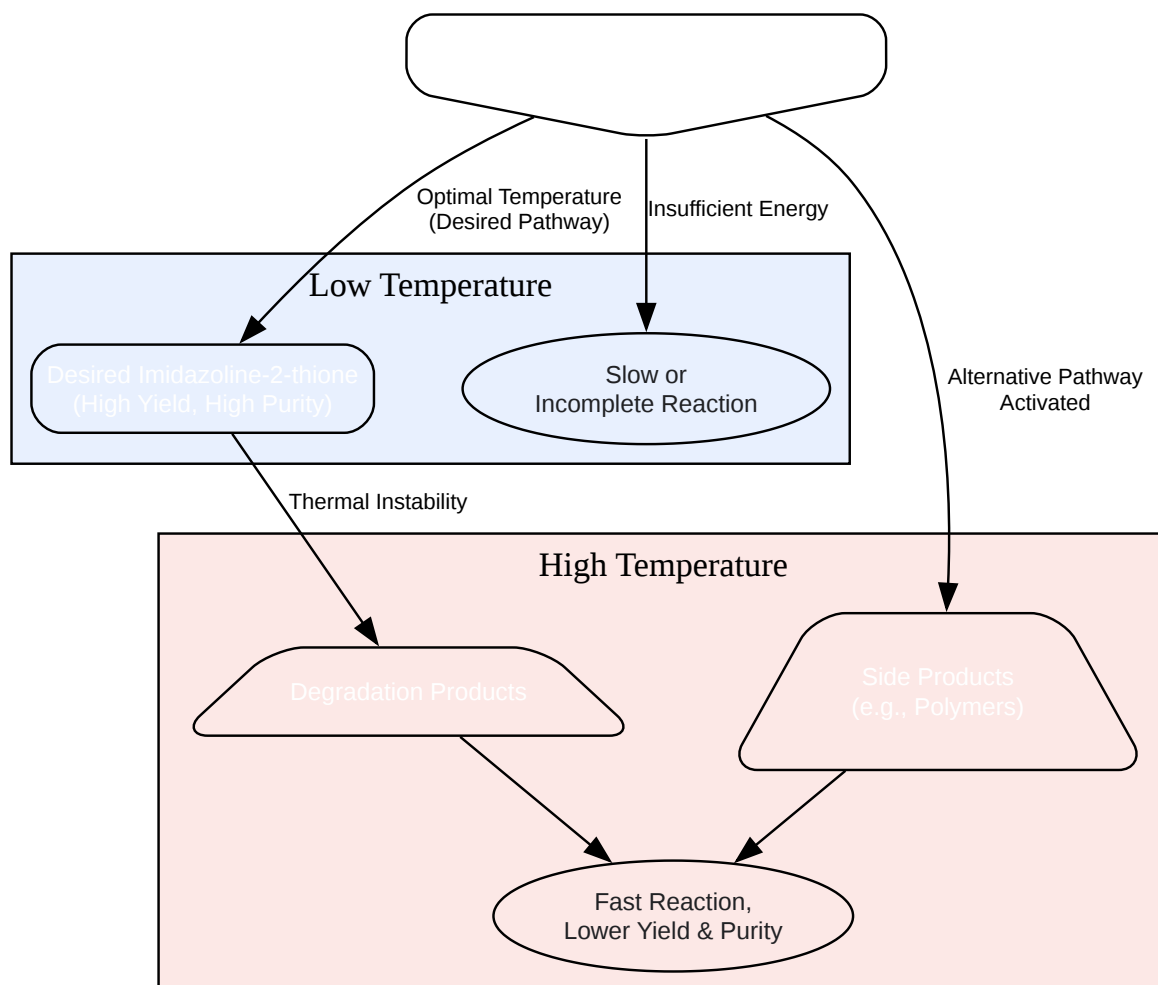 Optimal Temperature
(Desired Pathway)
Insufficient Energy
Low Temperature
Desired Imidazoline-2-thione
(High Yield, High Purity)
Slow or
Incomplete Reaction
Alternative Pathway
Activated
Thermal Instability
High Temperature
Degradation Products
Side Products
(e.g., Polymers)
Fast Reaction,
Lower Yield & Purity